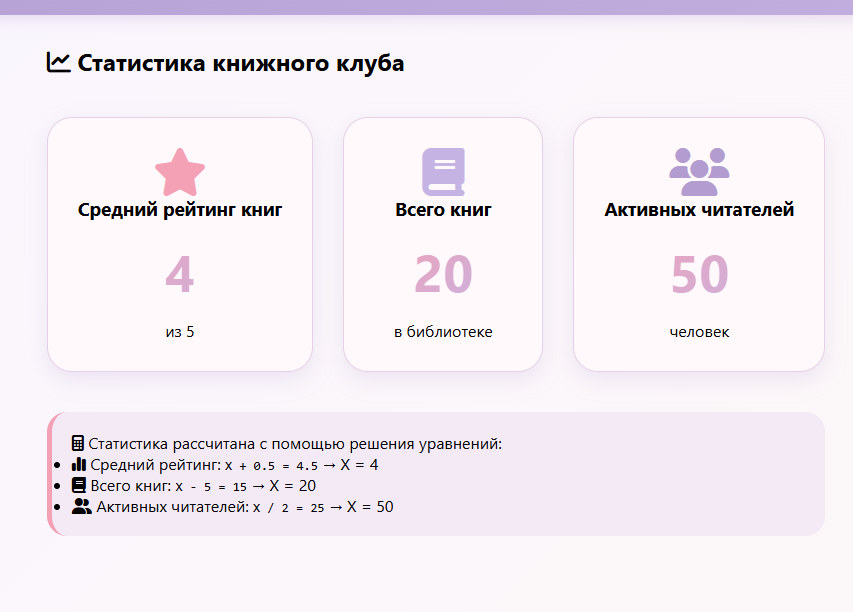 Статистика книжного клуба
Средний рейтинг книг
4
из 5
Всего книг
20
в библиотеке
Активных читателей
50
человек
Статистика рассчитана с помощью решения уравнений:
• Средний рейтинг: x + 0.5 = 4.5 → X = 4
• Всего книг: x - 5 = 15 → X = 20
• Активных читателей: x / 2 = 25 → X = 50